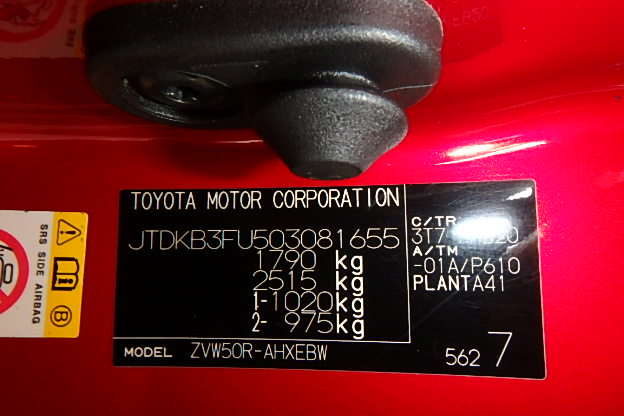 TOYOTA MOTOR CORPORATION
JTDKB3FU503081655
1790 kg
2515 kg
1-1020kg
2- 975kg
MODEL ZVW50R-AHXEBW
C/TR
A/TM
-01A/P610
PLANTA41
562 7
SRS SIDE AIRBAG
B